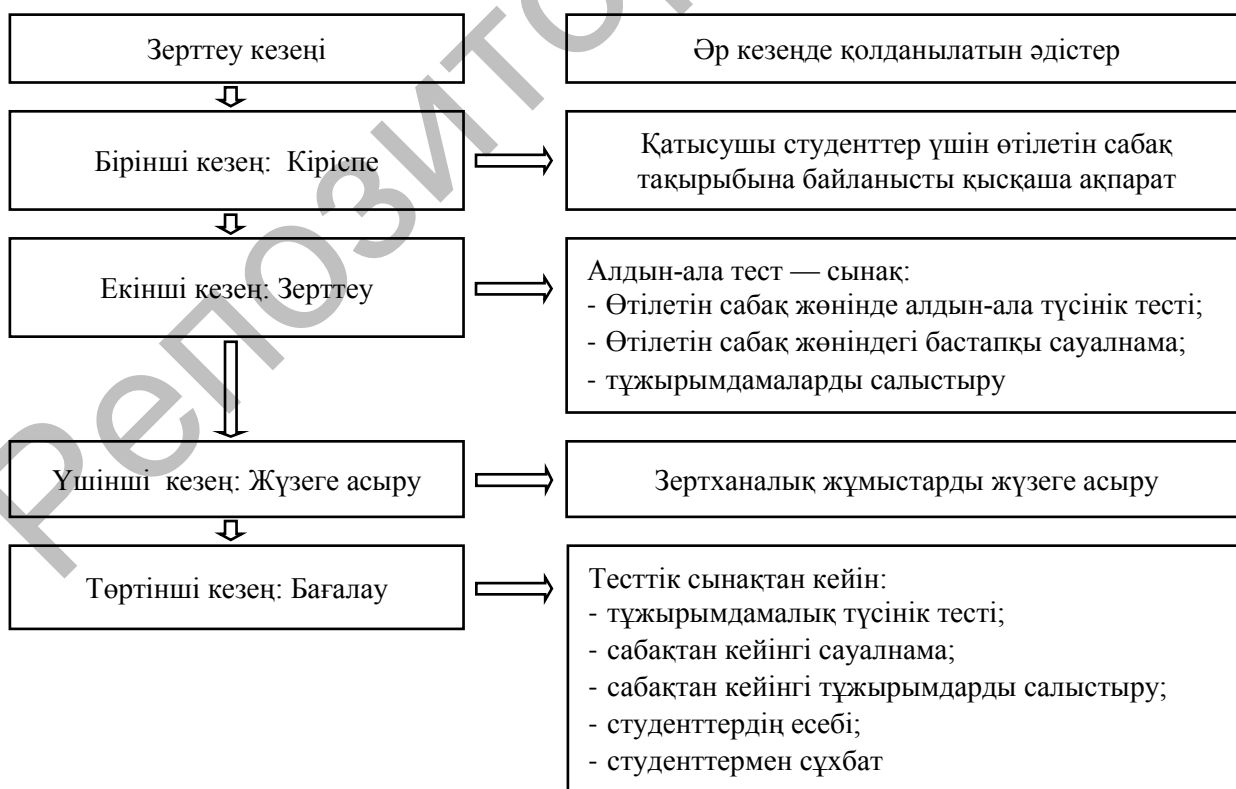 Зерттеу кезеңі
Әр кезеңде қолданылатын әдістер
Бірінші кезең: Кіріспе
Қатысушы студенттер үшін өтілетін сабақ
тақырыбына байланысты қысқаша ақпарат
Екінші кезең: Зерттеу
Алдын-ала тест — сынақ:
- Өтілетін сабақ жөнінде алдын-ала түсінік тесті;
- Өтілетін сабақ жөніндегі бастапқы сауалнама;
- тұжырымдамаларды салыстыру
Үшінші кезең: Жүзеге асыру
Зертханалық жұмыстарды жүзеге асыру
Төртінші кезең: Бағалау
Тесттік сынақтан кейін:
- тұжырымдамалық түсінік тесті;
- сабақтан кейінгі сауалнама;
- сабақтан кейінгі тұжырымдарды салыстыру;
- студенттердің есебі;
- студенттермен сұхбат